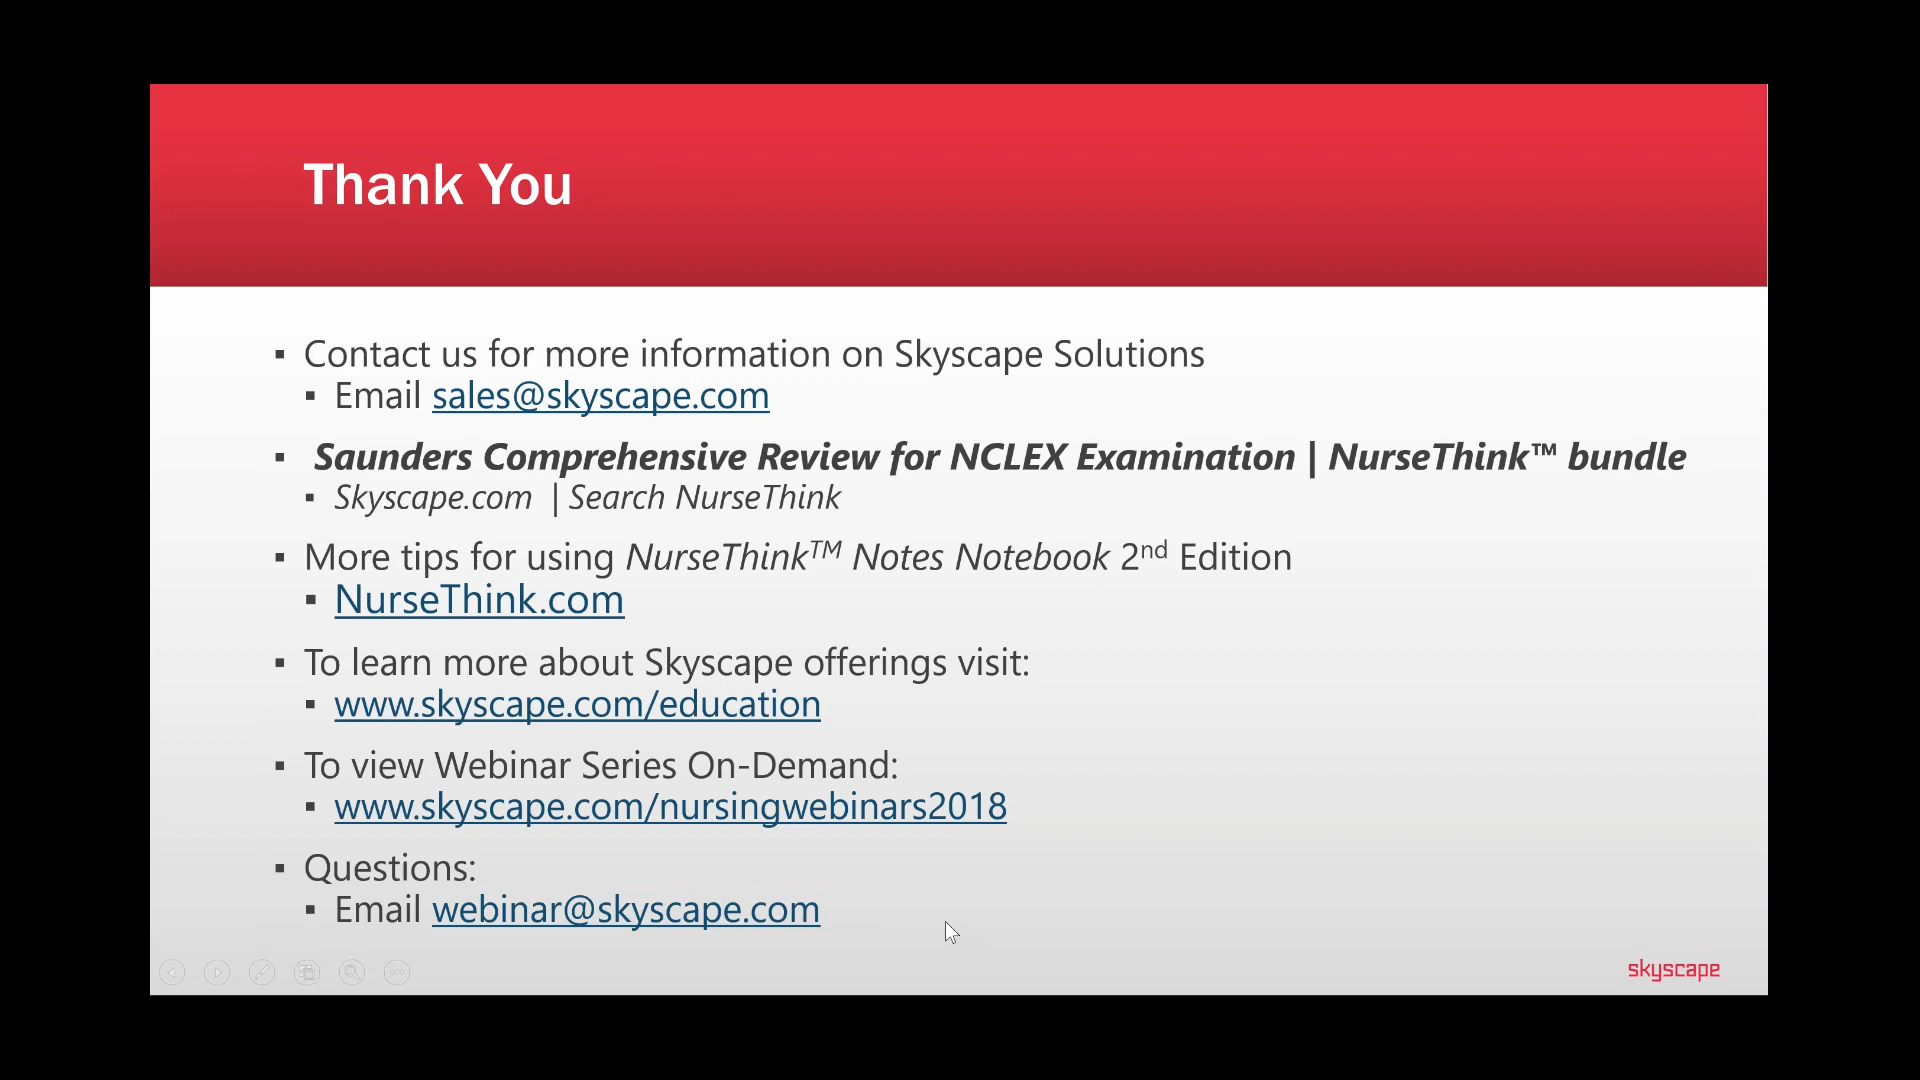 Thank You
▪ Contact us for more information on Skyscape Solutions
▪ Email sales@skyscape.com
▪ Saunders Comprehensive Review for NCLEX Examination | NurseThink™ bundle
▪ Skyscape.com | Search NurseThink
▪ More tips for using NurseThinkTM Notes Notebook 2nd Edition
▪ NurseThink.com
▪ To learn more about Skyscape offerings visit:
▪ www.skyscape.com/education
▪ To view Webinar Series On-Demand:
▪ www.skyscape.com/nursingwebinars2018
▪ Questions:
▪ Email webinar@skyscape.com
skyscape